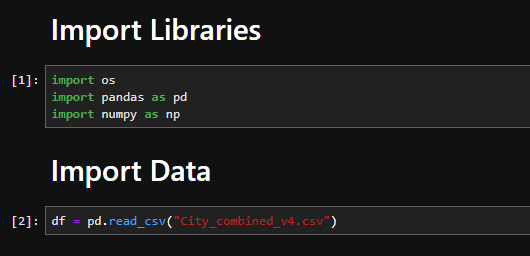 Import Libraries
[1]: import os
import pandas as pd
import numpy as np
Import Data
[2]: df = pd.read_csv("City_combined_v4.csv")